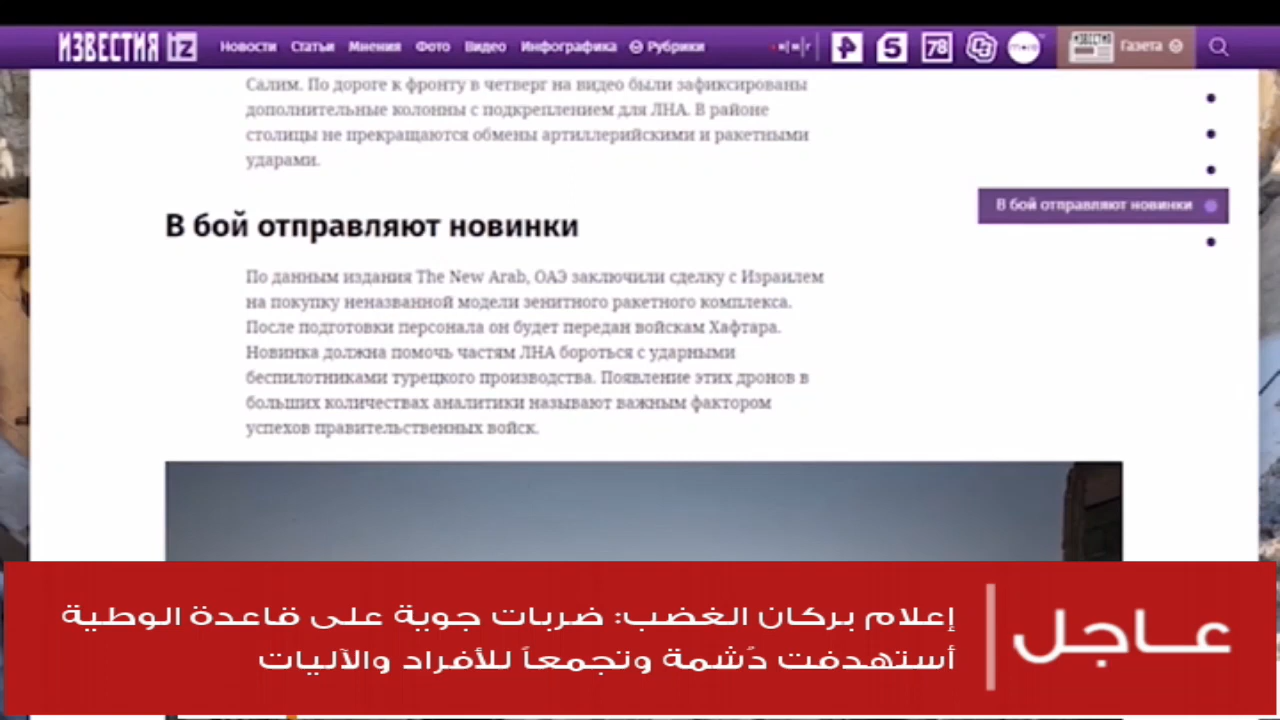 ИЗВЕСТИЯ iz Новости Статьи Мнения Фото Видео Инфографика Рубрики 5 78 Газета
Салим. По дороге к фронту в четверг на видео были зафиксированы
дополнительные колонны с подкреплением для ЛНА. В районе
столицы не прекращаются обмены артиллерийскими и ракетными
ударами.
В бой отправляют новинки
В бой отправляют новинки
По данным издания The New Arab, ОАЭ заключили сделку с Израилем
на покупку неназванной модели зенитного ракетного комплекса.
После подготовки персонала он будет передан войскам Хафтара.
Новинка должна помочь частям ЛНА бороться с ударными
беспилотниками турецкого производства. Появление этих дронов в
больших количествах аналитики называют важным фактором
успехов правительственных войск.
عـاجـل
إعلام بركان الغضب: ضربات جوية على قاعدة الوطية
أستهدفت دُشمة وتجمعاً للأفراد والآليات